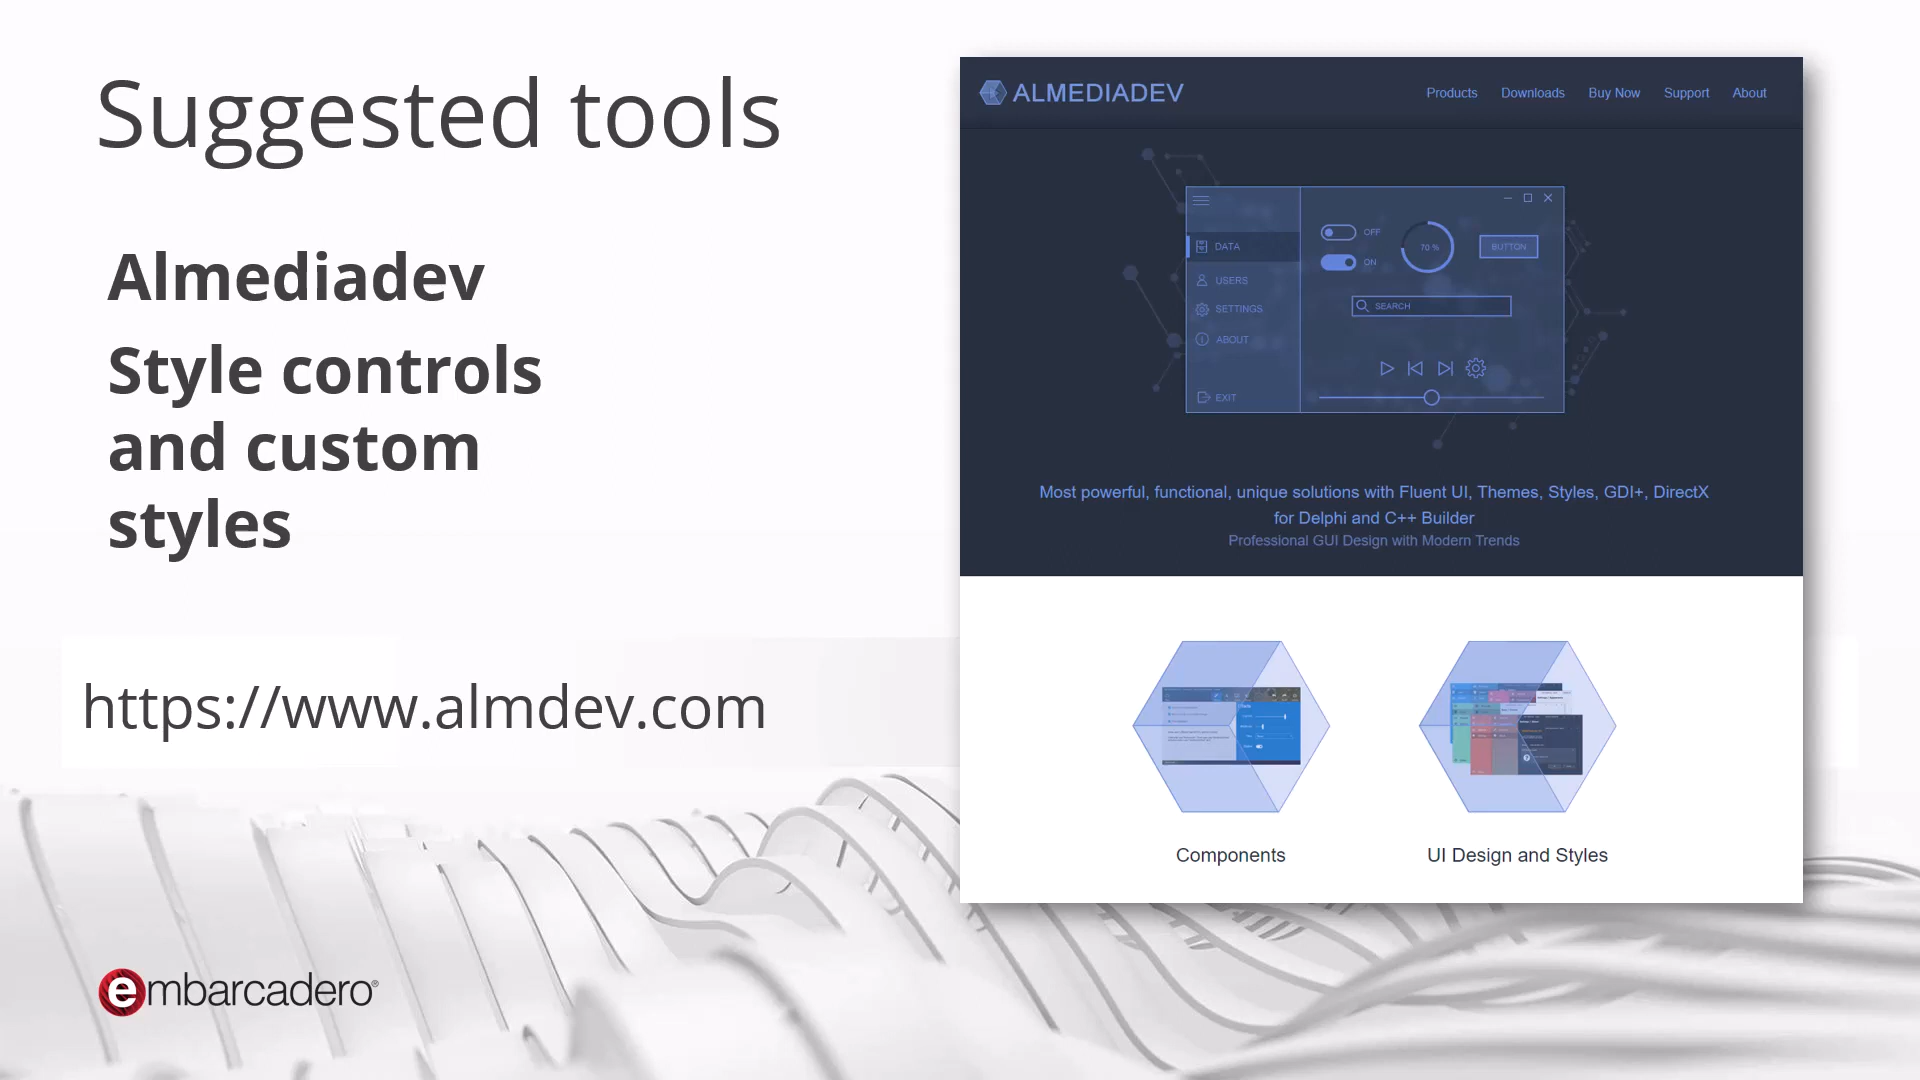 Suggested tools
Almediadev
Style controls
and custom
styles
https://www.almdev.com
embarcadero®
ALMEDIADEV
Products Downloads Buy Now Support About
DATA
USERS
SETTINGS
ABOUT
EXIT
OFF
ON
70 %
BUTTON
SEARCH
Most powerful, functional, unique solutions with Fluent UI, Themes, Styles, GDI+, DirectX
for Delphi and C++ Builder
Professional GUI Design with Modern Trends
Components
UI Design and Styles